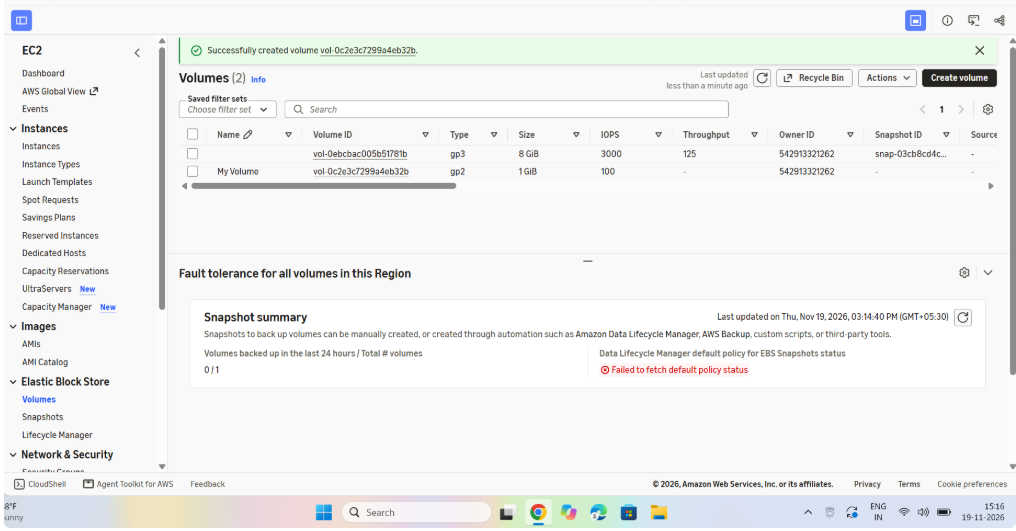 EC2
Dashboard
AWS Global View
Events
Instances
Instances
Instance Types
Launch Templates
Spot Requests
Savings Plans
Reserved Instances
Dedicated Hosts
Capacity Reservations
UltraServers New
Capacity Manager New
Images
AMIs
AMI Catalog
Elastic Block Store
Volumes
Snapshots
Lifecycle Manager
Network & Security
Security Groups
Successfully created volume vol-0c2e3c7299a4eb32b.
Volumes (2) Info
Last updated
less than a minute ago
Recycle Bin
Actions
Create volume
Saved filter sets
Choose filter set
Search
1
Name Volume ID Type Size IOPS Throughput Owner ID Snapshot ID Source
vol-0ebcbac005b51781b gp3 8 GiB 3000 125 542913321262 snap-03cb8cd4c... -
My Volume vol-0c2e3c7299a4eb32b gp2 1 GiB 100 - 542913321262 - -
Fault tolerance for all volumes in this Region
Snapshot summary
Last updated on Thu, Nov 19, 2026, 03:14:40 PM (GMT+05:30)
Snapshots to back up volumes can be manually created, or created through automation such as Amazon Data Lifecycle Manager, AWS Backup, custom scripts, or third-party tools.
Volumes backed up in the last 24 hours / Total # volumes
0 / 1
Data Lifecycle Manager default policy for EBS Snapshots status
Failed to fetch default policy status
CloudShell Agent Toolkit for AWS Feedback
© 2026, Amazon Web Services, Inc. or its affiliates. Privacy Terms Cookie preferences
8°F
unny
Search
ENG
IN
15:16
19-11-2026